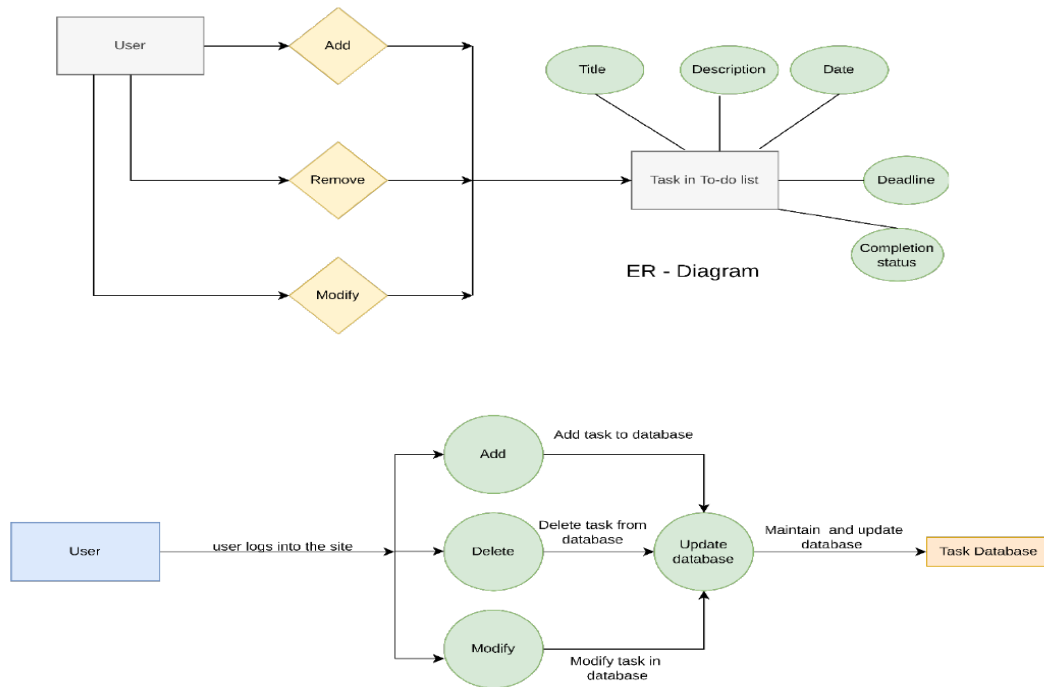 User
Add
Title
Description
Date
Remove
Task in To-do list
Deadline
Completion
status
ER - Diagram
Modify
Add
Add task to database
User
user logs into the site
Delete
Delete task from
database
Update
database
Maintain and update
database
Task Database
Modify
Modify task in
database